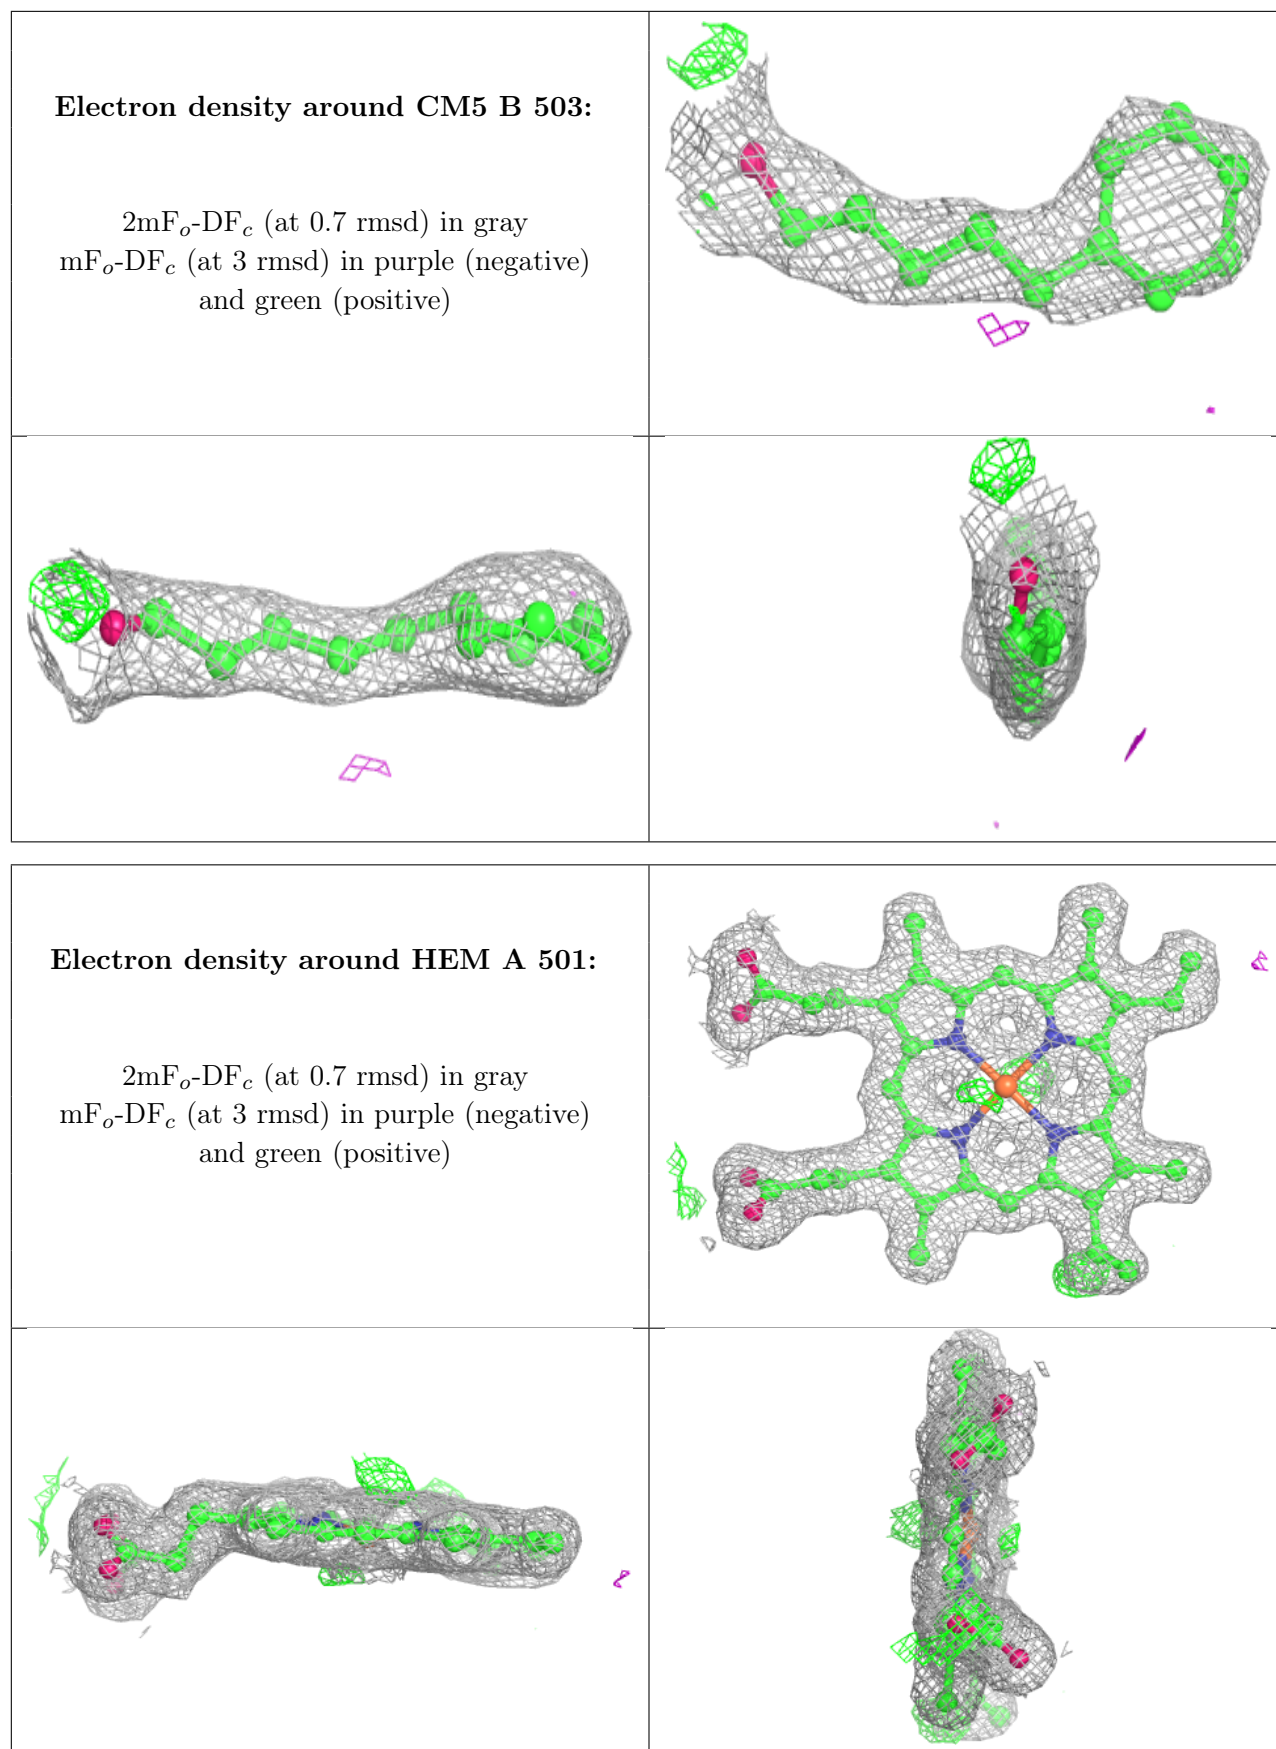 Electron density around CM5 B 503:
2mFo-DFc (at 0.7 rmsd) in gray
mFo-DFc (at 3 rmsd) in purple (negative)
and green (positive)
Electron density around HEM A 501:
2mFo-DFc (at 0.7 rmsd) in gray
mFo-DFc (at 3 rmsd) in purple (negative)
and green (positive)